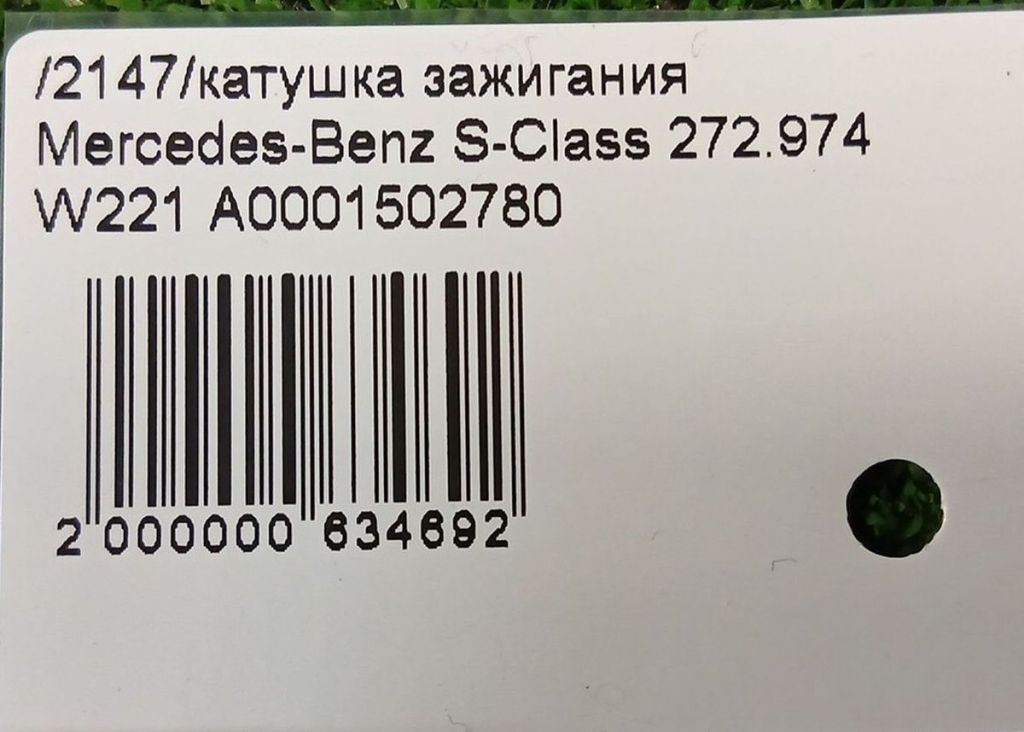 /2147/катушка зажигания
Mercedes-Benz S-Class 272.974
W221 A0001502780
2 000000 634692